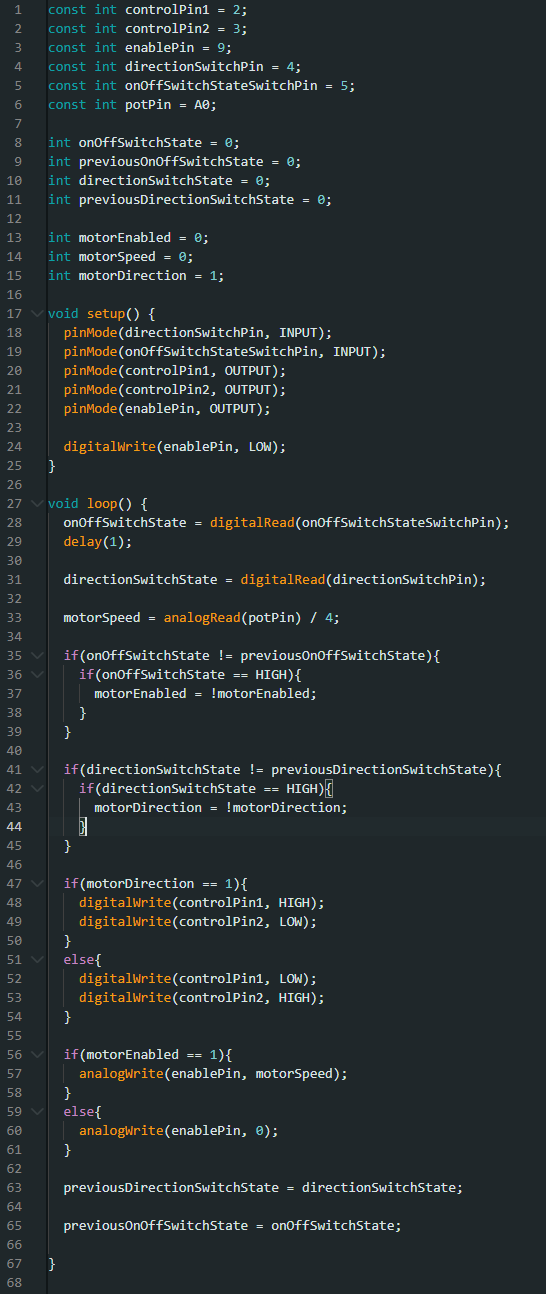 1 const int controlPin1 = 2;
2 const int controlPin2 = 3;
3 const int enablePin = 9;
4 const int directionSwitchPin = 4;
5 const int onOffSwitchStateSwitchPin = 5;
6 const int potPin = A0;
7
8 int onOffSwitchState = 0;
9 int previousOnOffSwitchState = 0;
10 int directionSwitchState = 0;
11 int previousDirectionSwitchState = 0;
12
13 int motorEnabled = 0;
14 int motorSpeed = 0;
15 int motorDirection = 1;
16
17 void setup() {
18   pinMode(directionSwitchPin, INPUT);
19   pinMode(onOffSwitchStateSwitchPin, INPUT);
20   pinMode(controlPin1, OUTPUT);
21   pinMode(controlPin2, OUTPUT);
22   pinMode(enablePin, OUTPUT);
23
24   digitalWrite(enablePin, LOW);
25 }
26
27 void loop() {
28   onOffSwitchState = digitalRead(onOffSwitchStateSwitchPin);
29   delay(1);
30
31   directionSwitchState = digitalRead(directionSwitchPin);
32
33   motorSpeed = analogRead(potPin) / 4;
34
35   if(onOffSwitchState != previousOnOffSwitchState){
36     if(onOffSwitchState == HIGH){
37       motorEnabled = !motorEnabled;
38     }
39   }
40
41   if(directionSwitchState != previousDirectionSwitchState){
42     if(directionSwitchState == HIGH){
43       motorDirection = !motorDirection;
44     }
45   }
46
47   if(motorDirection == 1){
48     digitalWrite(controlPin1, HIGH);
49     digitalWrite(controlPin2, LOW);
50   }
51   else{
52     digitalWrite(controlPin1, LOW);
53     digitalWrite(controlPin2, HIGH);
54   }
55
56   if(motorEnabled == 1){
57     analogWrite(enablePin, motorSpeed);
58   }
59   else{
60     analogWrite(enablePin, 0);
61   }
62
63   previousDirectionSwitchState = directionSwitchState;
64
65   previousOnOffSwitchState = onOffSwitchState;
66
67 }
68